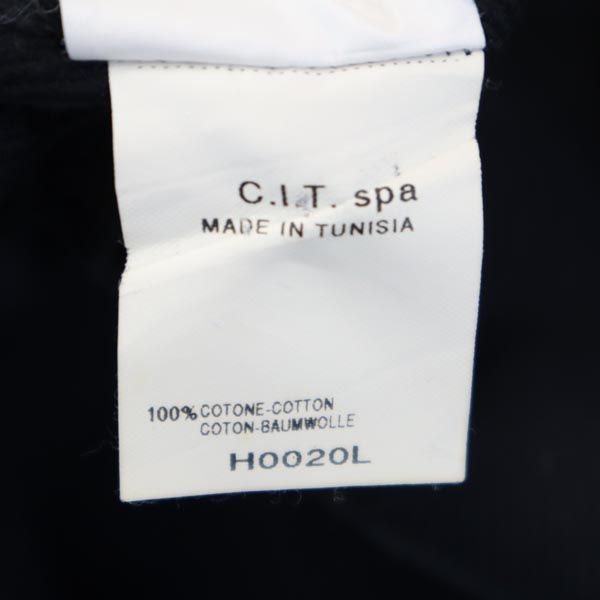 C.I.T. spa
MADE IN TUNISIA
100% COTONE-COTTON
COTON-BAUMWOLLE
H0020L